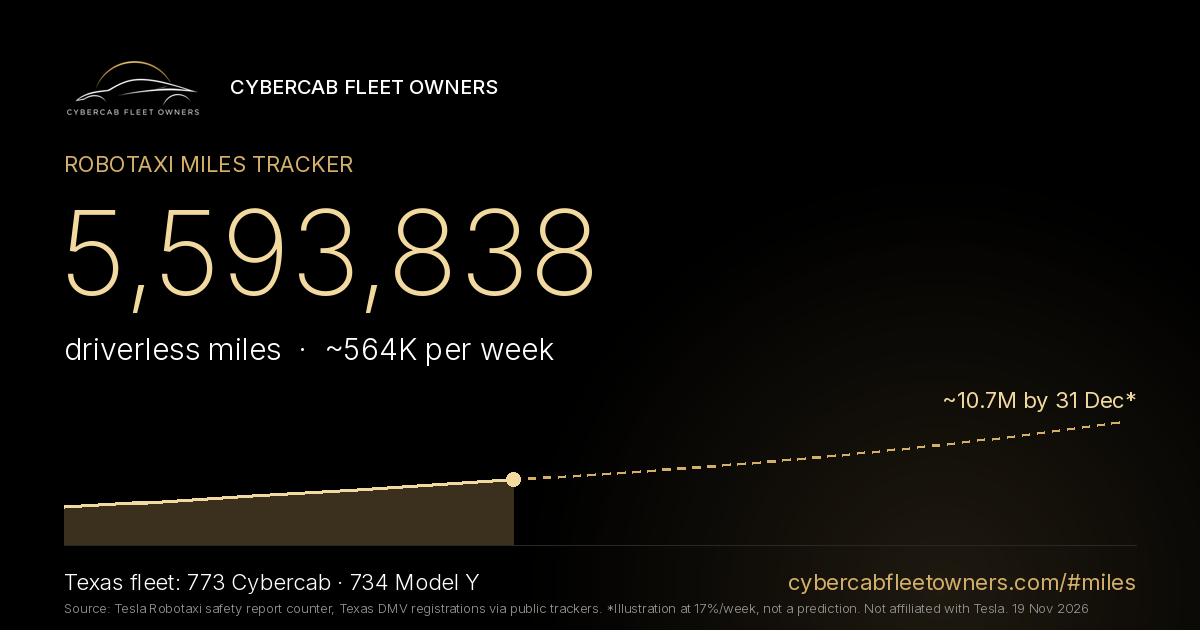 CYBERCAB FLEET OWNERS
CYBERCAB FLEET OWNERS
ROBOTAXI MILES TRACKER
5,593,838
driverless miles · ~564K per week
~10.7M by 31 Dec*
Texas fleet: 773 Cybercab · 734 Model Y
cybercabfleetowners.com/#miles
Source: Tesla Robotaxi safety report counter, Texas DMV registrations via public trackers. *Illustration at 17%/week, not a prediction. Not affiliated with Tesla. 19 Nov 2026